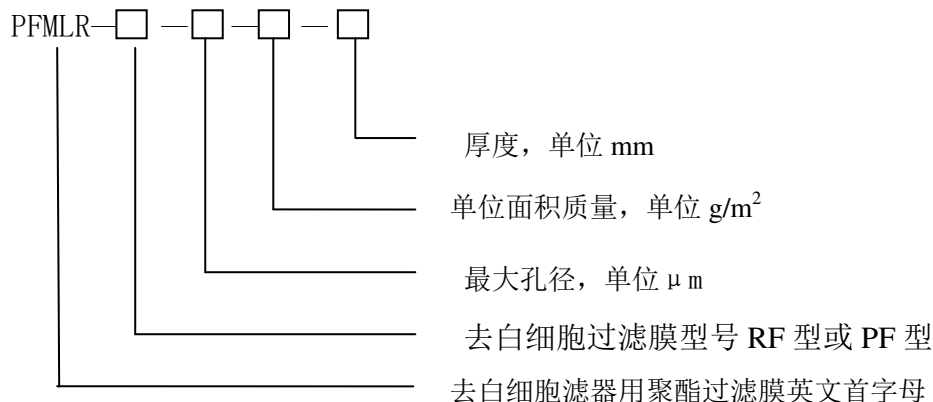 PFMLR—□ —□—□ —□
厚度，单位 mm
单位面积质量，单位 g/m²
最大孔径，单位 μm
去白细胞过滤膜型号 RF 型或 PF 型
去白细胞滤器用聚酯过滤膜英文首字母